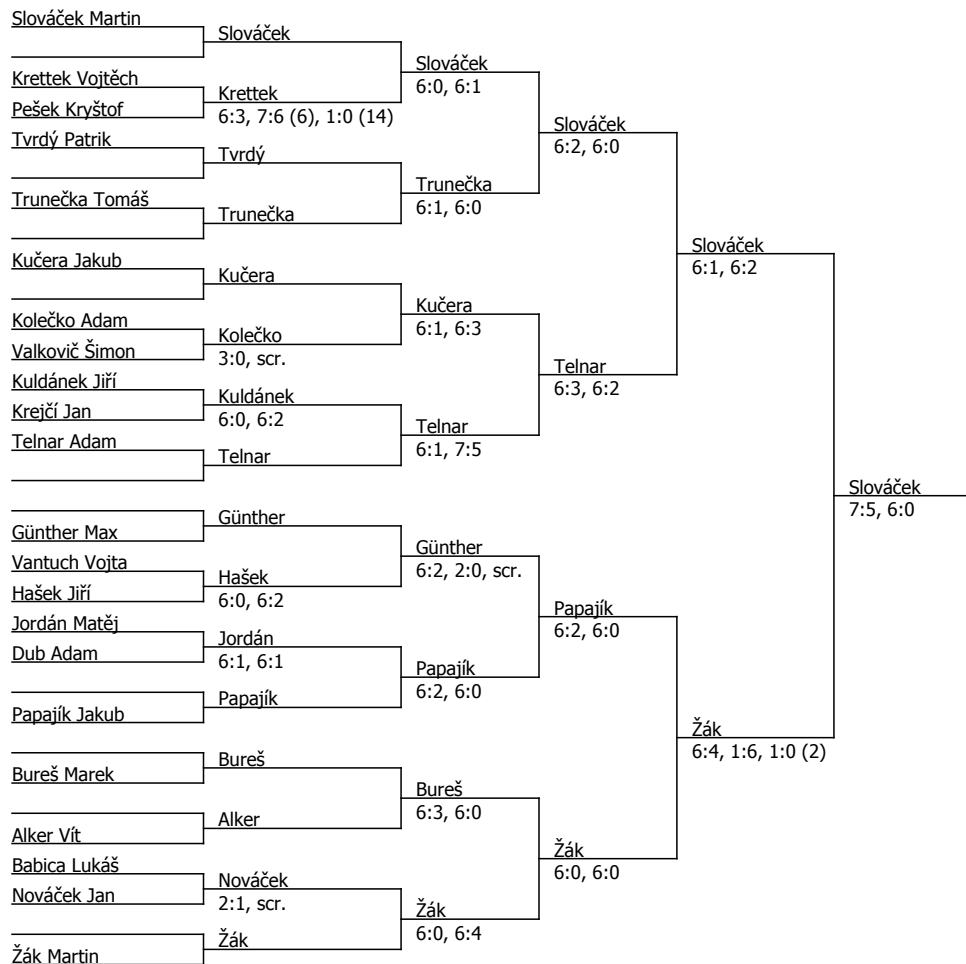 Slováček Martin
Slováček
Slováček
6:0, 6:1
Krettek Vojtěch
Krettek
6:3, 7:6 (6), 1:0 (14)
Pešek Kryštof
Slováček
6:2, 6:0
Tvrdý Patrik
Tvrdý
Trunečka
6:1, 6:0
Trunečka Tomáš
Trunečka
Slováček
6:1, 6:2
Kučera Jakub
Kučera
Kučera
6:1, 6:3
Kolečko Adam
Kolečko
3:0, scr.
Valkovič Šimon
Telnar
6:3, 6:2
Kuldánek Jiří
Kuldánek
6:0, 6:2
Krejčí Jan
Telnar
6:1, 7:5
Telnar Adam
Telnar
Slováček
7:5, 6:0
Günther
Günther Max
Günther
6:2, 2:0, scr.
Vantuch Vojta
Hašek
6:0, 6:2
Hašek Jiří
Papajík
6:2, 6:0
Jordán Matěj
Jordán
6:1, 6:1
Dub Adam
Papajík
6:2, 6:0
Papajík
Papajík Jakub
Žák
6:4, 1:6, 1:0 (2)
Bureš
Bureš Marek
Bureš
6:3, 6:0
Alker
Alker Vít
Žák
6:0, 6:0
Babica Lukáš
Nováček
2:1, scr.
Nováček Jan
Žák
6:0, 6:4
Žák
Žák Martin